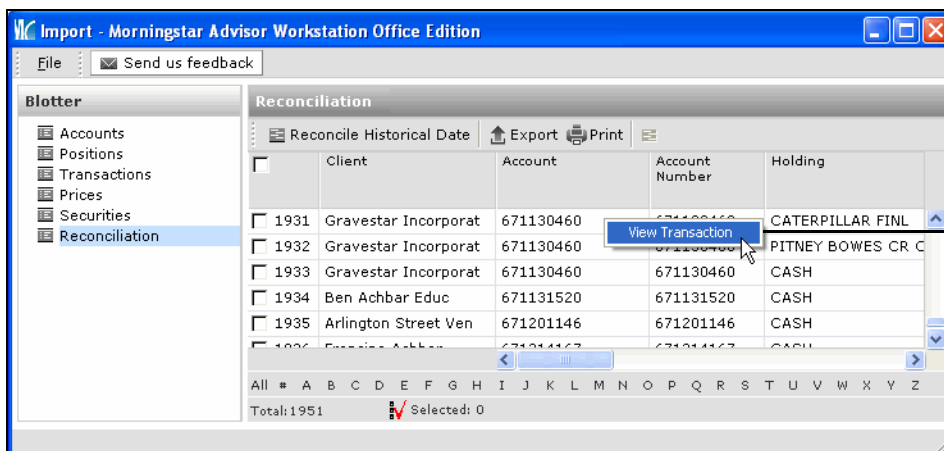 Import - Morningstar Advisor Workstation Office Edition
File Send us feedback
Blotter
Accounts
Positions
Transactions
Prices
Securities
Reconciliation
Reconciliation
Reconcile Historical Date Export Print
Client Account Account Number Holding
1931 Gravestar Incorporat 671130460 CATERPILLAR FINL
View Transaction
1932 Gravestar Incorporat 671130460 PITNEY BOWES CR C
1933 Gravestar Incorporat 671130460 671130460 CASH
1934 Ben Achbar Educ 671131520 671131520 CASH
1935 Arlington Street Ven 671201146 671201146 CASH
All # A B C D E F G H I J K L M N O P Q R S T U V W X Y Z
Total:1951 Selected: 0